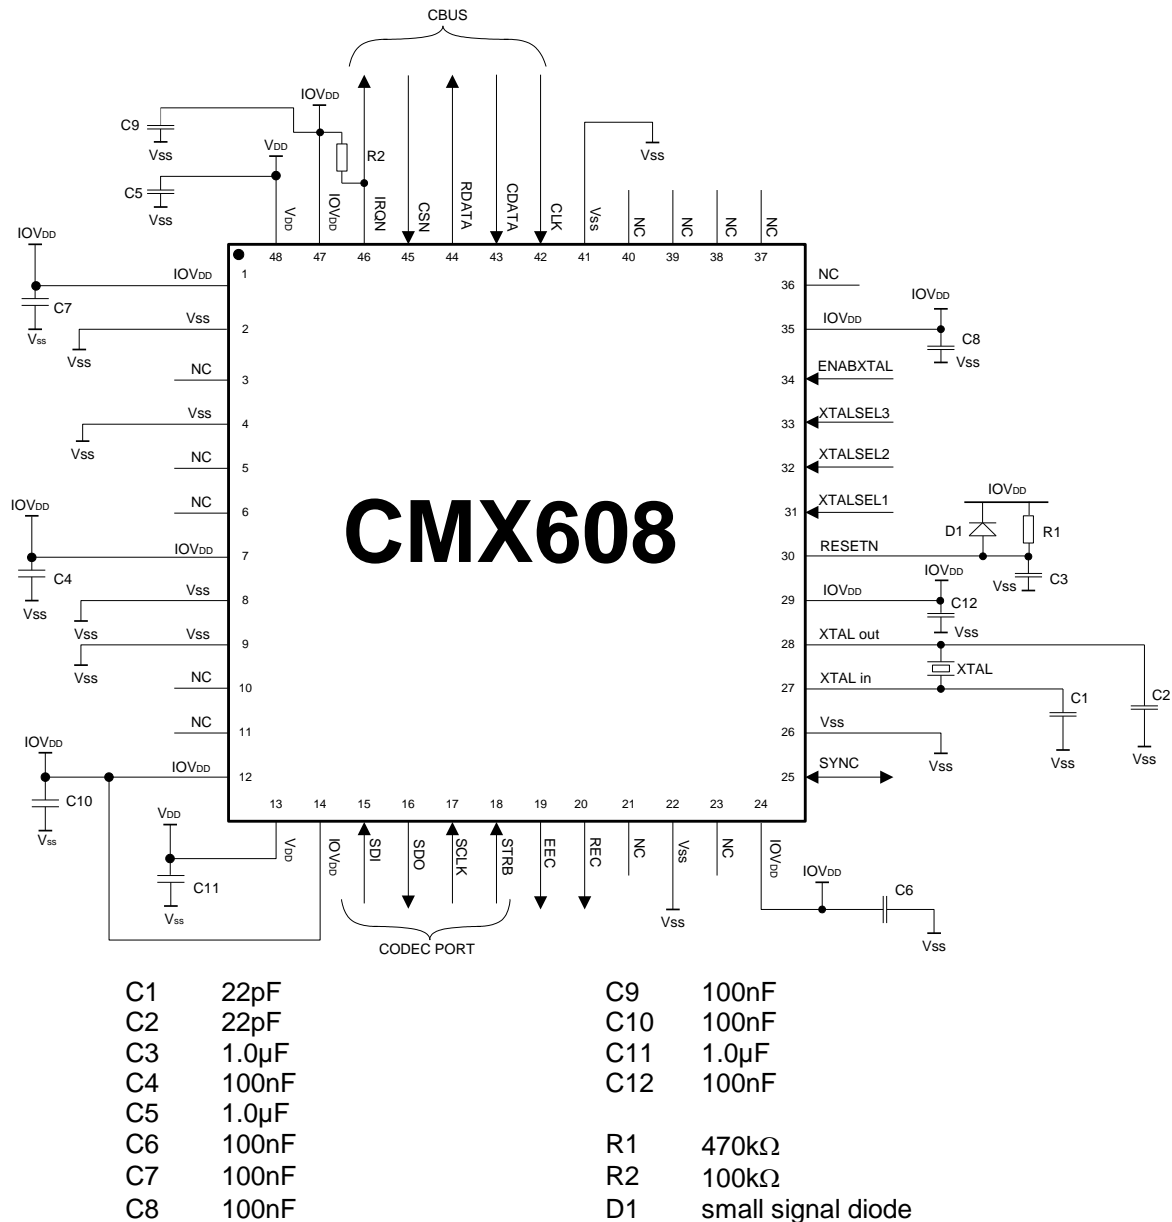 CBUS
IOVDD
C9
Vss
R2
VDD
C5
Vss
Vss
VDD
IOVDD
IRQN
CSN
RDATA
CDATA
CLK
Vss
NC
NC
NC
NC
48
47
46
45
44
43
42
41
40
39
38
37
IOVDD
C7
Vss
IOVDD
1
Vss
Vss
2
NC
3
Vss
Vss
4
NC
5
NC
6
IOVDD
C4
Vss
IOVDD
7
Vss
Vss
8
Vss
Vss
9
NC
10
NC
11
IOVDD
C10
Vss
IOVDD
12
CMX608
36
NC
35
IOVDD
IOVDD
C8
Vss
34
ENABXTAL
33
XTALSEL3
32
XTALSEL2
31
XTALSEL1
30
RESETN
IOVDD
D1
R1
Vss
C3
29
IOVDD
IOVDD
C12
Vss
28
XTAL out
XTAL
C2
Vss
27
XTAL in
C1
Vss
26
Vss
Vss
25
SYNC
13
14
15
16
17
18
19
20
21
22
23
24
VDD
IOVDD
SDI
SDO
SCLK
STRB
EEC
REC
NC
Vss
NC
IOVDD
VDD
C11
Vss
CODEC PORT
Vss
IOVDD
C6
Vss
C1 22pF
C2 22pF
C3 1.0µF
C4 100nF
C5 1.0µF
C6 100nF
C7 100nF
C8 100nF
C9 100nF
C10 100nF
C11 1.0µF
C12 100nF
R1 470kΩ
R2 100kΩ
D1 small signal diode